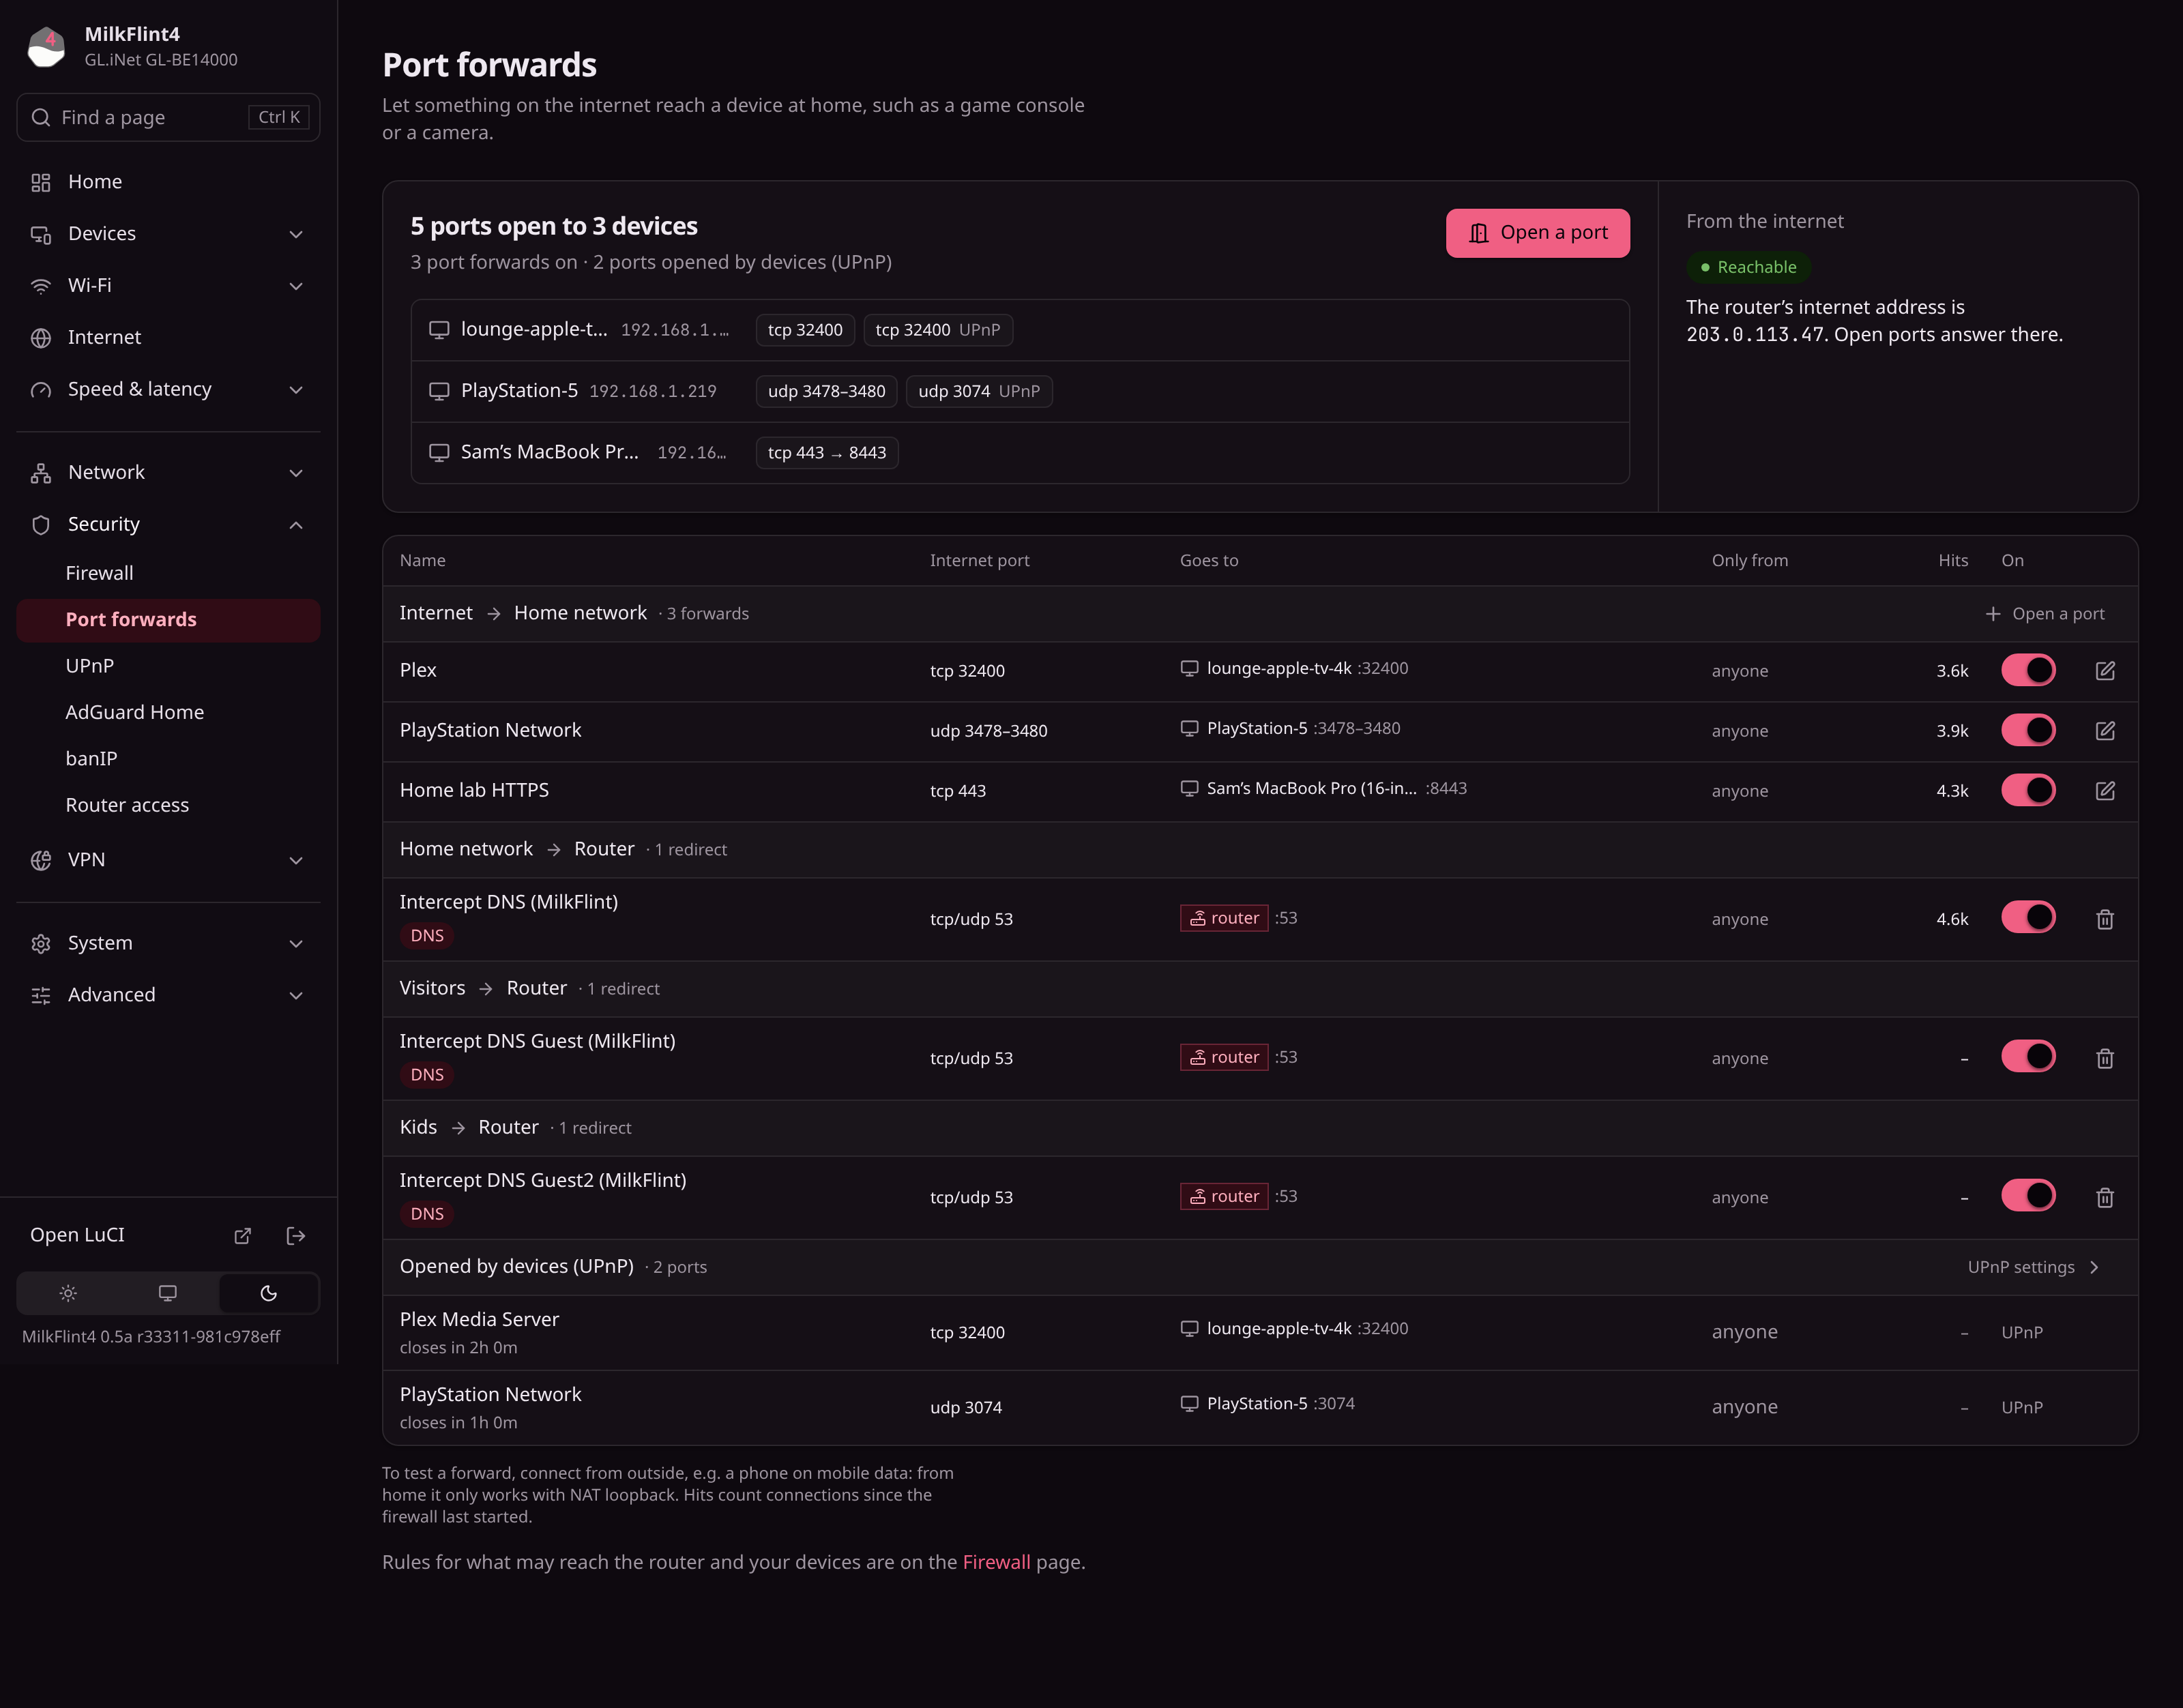 MilkFlint4
GL.iNet GL-BE14000
Find a page
Ctrl K
Home
Devices
Wi-Fi
Internet
Speed & latency
Network
Security
Firewall
Port forwards
UPnP
AdGuard Home
banIP
Router access
VPN
System
Advanced
Open LuCI
MilkFlint4 0.5a r33311-981c978eff
Port forwards
Let something on the internet reach a device at home, such as a game console
or a camera.
5 ports open to 3 devices
3 port forwards on · 2 ports opened by devices (UPnP)
Open a port
lounge-apple-t… 192.168.1.… tcp 32400 tcp 32400 UPnP
PlayStation-5 192.168.1.219 udp 3478–3480 udp 3074 UPnP
Sam’s MacBook Pr… 192.16… tcp 443 → 8443
From the internet
Reachable
The router’s internet address is
203.0.113.47. Open ports answer there.
Name Internet port Goes to Only from Hits On
Internet → Home network · 3 forwards + Open a port
Plex tcp 32400 lounge-apple-tv-4k :32400 anyone 3.6k
PlayStation Network udp 3478–3480 PlayStation-5 :3478–3480 anyone 3.9k
Home lab HTTPS tcp 443 Sam’s MacBook Pro (16-in… :8443 anyone 4.3k
Home network → Router · 1 redirect
Intercept DNS (MilkFlint) tcp/udp 53 router :53 anyone 4.6k
DNS
Visitors → Router · 1 redirect
Intercept DNS Guest (MilkFlint) tcp/udp 53 router :53 anyone –
DNS
Kids → Router · 1 redirect
Intercept DNS Guest2 (MilkFlint) tcp/udp 53 router :53 anyone –
DNS
Opened by devices (UPnP) · 2 ports UPnP settings
Plex Media Server tcp 32400 lounge-apple-tv-4k :32400 anyone – UPnP
closes in 2h 0m
PlayStation Network udp 3074 PlayStation-5 :3074 anyone – UPnP
closes in 1h 0m
To test a forward, connect from outside, e.g. a phone on mobile data: from
home it only works with NAT loopback. Hits count connections since the
firewall last started.
Rules for what may reach the router and your devices are on the Firewall page.